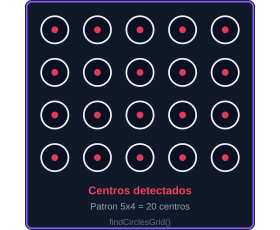 Centros detectados
Patron 5x4 = 20 centros
findCirclesGrid()